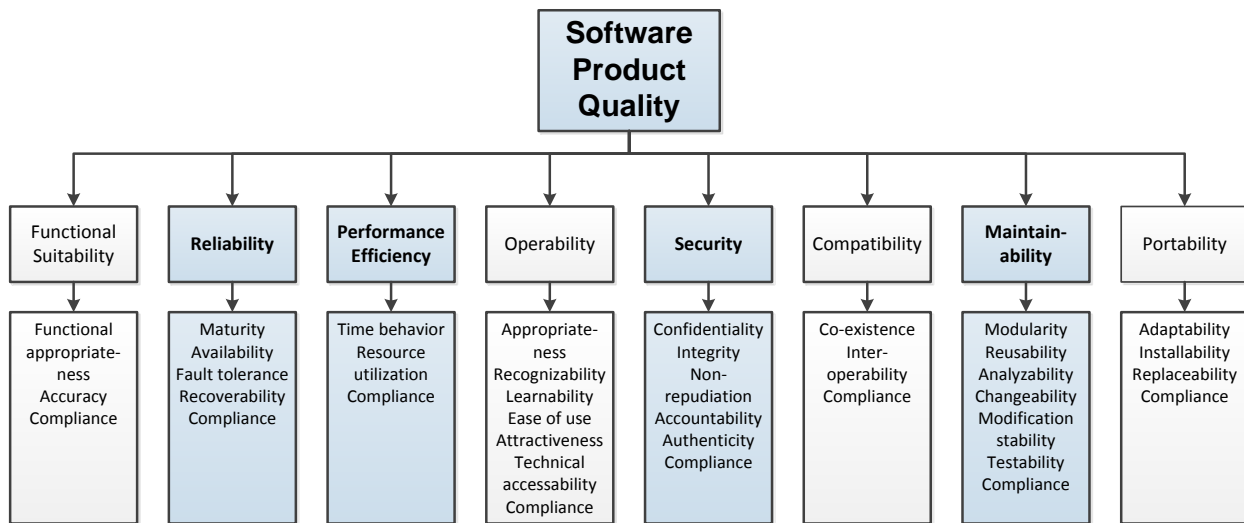 Software
Product
Quality
Functional
Suitability
Reliability
Performance
Efficiency
Operability
Security
Compatibility
Maintain-
ability
Portability
Functional
appropriate-
ness
Accuracy
Compliance
Maturity
Availability
Fault tolerance
Recoverability
Compliance
Time behavior
Resource
utilization
Compliance
Appropriate-
ness
Recognizability
Learnability
Ease of use
Attractiveness
Technical
accessability
Compliance
Confidentiality
Integrity
Non-
repudiation
Accountability
Authenticity
Compliance
Co-existence
Inter-
operability
Compliance
Modularity
Reusability
Analyzability
Changeability
Modification
stability
Testability
Compliance
Adaptability
Installability
Replaceability
Compliance